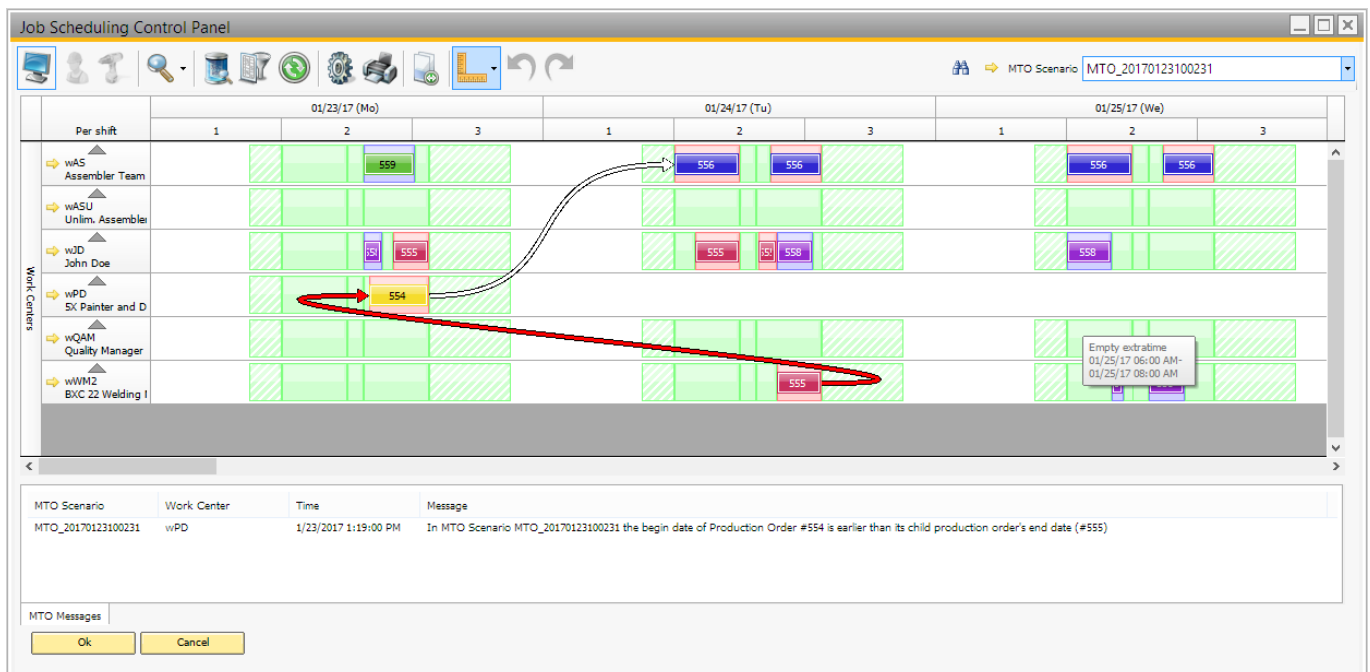 Job Scheduling Control Panel
MTO Scenario MTO_20170123100231
01/23/17 (Mo) 01/24/17 (Tu) 01/25/17 (We)
Per shift 1 2 3 1 2 3 1 2 3
Work Centers
wAS 559 556 556 556 556
Assembler Team
wASU
Unlim. Assembler
wJD 555 555 558 558
John Doe
wPD 554
5X Painter and D
wQAM
Quality Manager
Empty extratime
01/25/17 06:00 AM-
01/25/17 08:00 AM
wWM2 555
BXC 22 Welding
MTO Scenario Work Center Time Message
MTO_20170123100231 wPD 1/23/2017 1:19:00 PM In MTO Scenario MTO_20170123100231 the begin date of Production Order #554 is earlier than its child production order's end date (#555)
MTO Messages
Ok Cancel